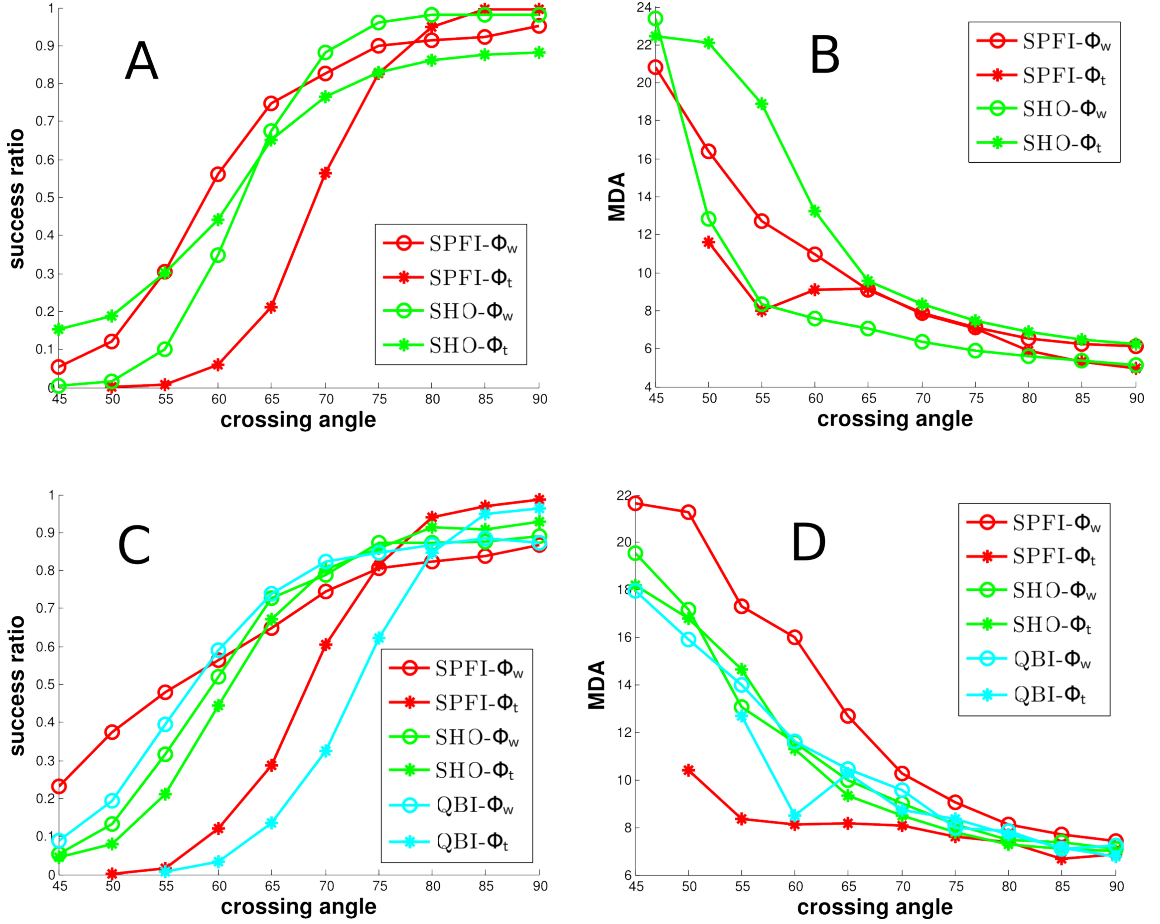 A
success ratio
1
0.9
0.8
0.7
0.6
0.5
0.4
0.3
0.2
0.1
0
45 50 55 60 65 70 75 80 85 90
crossing angle
SPFI-Φw
SPFI-Φt
SHO-Φw
SHO-Φt
B
MDA
24
22
20
18
16
14
12
10
8
6
4
45 50 55 60 65 70 75 80 85 90
crossing angle
SPFI-Φw
SPFI-Φt
SHO-Φw
SHO-Φt
C
success ratio
1
0.9
0.8
0.7
0.6
0.5
0.4
0.3
0.2
0.1
0
45 50 55 60 65 70 75 80 85 90
crossing angle
SPFI-Φw
SPFI-Φt
SHO-Φw
SHO-Φt
QBI-Φw
QBI-Φt
D
MDA
22
20
18
16
14
12
10
8
6
45 50 55 60 65 70 75 80 85 90
crossing angle
SPFI-Φw
SPFI-Φt
SHO-Φw
SHO-Φt
QBI-Φw
QBI-Φt